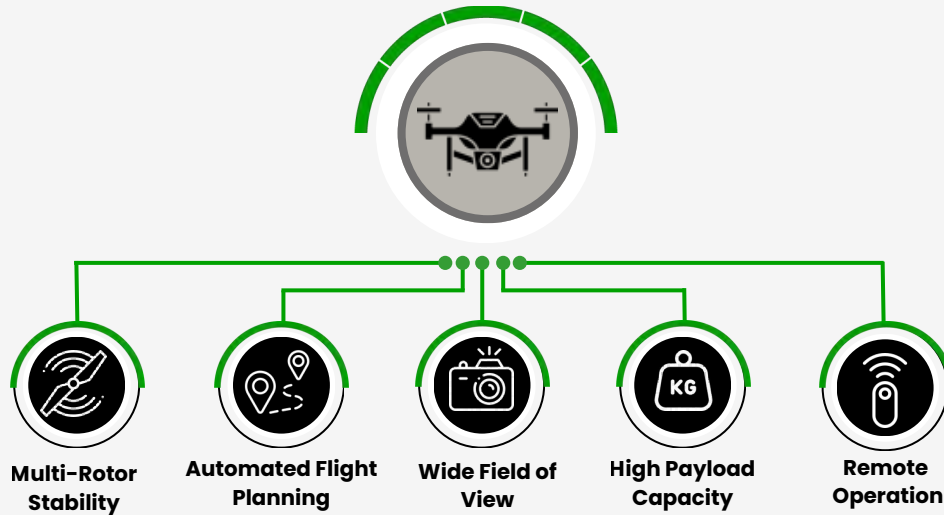 KG
Multi-Rotor
Stability
Automated Flight
Planning
Wide Field of
View
High Payload
Capacity
Remote
Operation